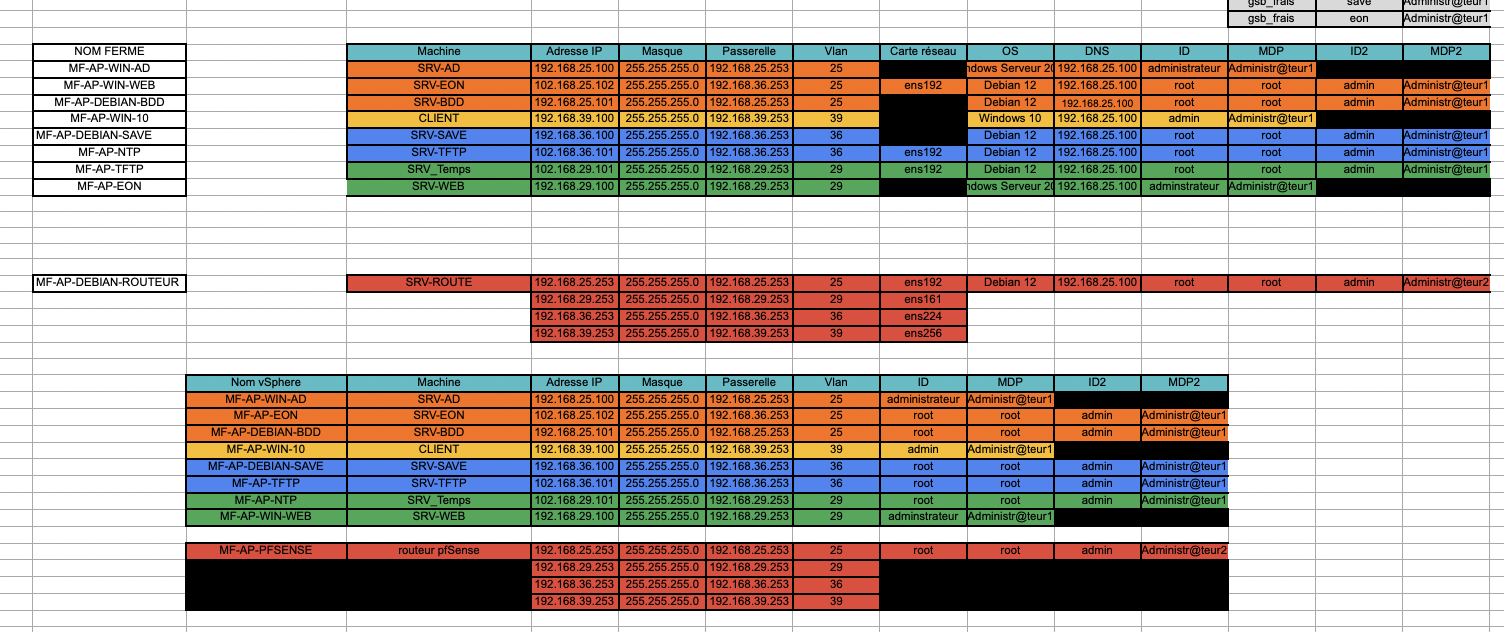 gsb_frais save Administr@teur1
gsb_frais eon Administr@teur1
NOM FERME Machine Adresse IP Masque Passerelle Vlan Carte réseau OS DNS ID MDP ID2 MDP2
MF-AP-WIN-AD SRV-AD 192.168.25.100 255.255.255.0 192.168.25.253 25 ndows Serveur 20 192.168.25.100 administrateur Administr@teur1
MF-AP-WIN-WEB SRV-EON 102.168.25.102 255.255.255.0 192.168.36.253 25 ens192 Debian 12 192.168.25.100 root root admin Administr@teur1
MF-AP-DEBIAN-BDD SRV-BDD 192.168.25.101 255.255.255.0 192.168.25.253 25 Debian 12 192.168.25.100 root root admin Administr@teur1
MF-AP-WIN-10 CLIENT 192.168.39.100 255.255.255.0 192.168.39.253 39 Windows 10 192.168.25.100 admin Administr@teur1
MF-AP-DEBIAN-SAVE SRV-SAVE 192.168.36.100 255.255.255.0 192.168.36.253 36 Debian 12 192.168.25.100 root root admin Administr@teur1
MF-AP-NTP SRV-TFTP 102.168.36.101 255.255.255.0 192.168.36.253 36 ens192 Debian 12 192.168.25.100 root root admin Administr@teur1
MF-AP-TFTP SRV_Temps 102.168.29.101 255.255.255.0 192.168.29.253 29 ens192 Debian 12 192.168.25.100 root root admin Administr@teur1
MF-AP-EON SRV-WEB 192.168.29.100 255.255.255.0 192.168.29.253 29 ndows Serveur 20 192.168.25.100 adminstrateur Administr@teur1
MF-AP-DEBIAN-ROUTEUR SRV-ROUTE 192.168.25.253 255.255.255.0 192.168.25.253 25 ens192 Debian 12 192.168.25.100 root root admin Administr@teur2
192.168.29.253 255.255.255.0 192.168.29.253 29 ens161
192.168.36.253 255.255.255.0 192.168.36.253 36 ens224
192.168.39.253 255.255.255.0 192.168.39.253 39 ens256
Nom vSphere Machine Adresse IP Masque Passerelle Vlan ID MDP ID2 MDP2
MF-AP-WIN-AD SRV-AD 192.168.25.100 255.255.255.0 192.168.25.253 25 administrateur Administr@teur1
MF-AP-EON SRV-EON 102.168.25.102 255.255.255.0 192.168.36.253 25 root root admin Administr@teur1
MF-AP-DEBIAN-BDD SRV-BDD 192.168.25.101 255.255.255.0 192.168.25.253 25 root root admin Administr@teur1
MF-AP-WIN-10 CLIENT 192.168.39.100 255.255.255.0 192.168.39.253 39 admin Administr@teur1
MF-AP-DEBIAN-SAVE SRV-SAVE 192.168.36.100 255.255.255.0 192.168.36.253 36 root root admin Administr@teur1
MF-AP-TFTP SRV-TFTP 102.168.36.101 255.255.255.0 192.168.36.253 36 root root admin Administr@teur1
MF-AP-NTP SRV_Temps 102.168.29.101 255.255.255.0 192.168.29.253 29 root root admin Administr@teur1
MF-AP-WIN-WEB SRV-WEB 192.168.29.100 255.255.255.0 192.168.29.253 29 adminstrateur Administr@teur1
MF-AP-PFSENSE routeur pfSense 192.168.25.253 255.255.255.0 192.168.25.253 25 root root admin Administr@teur2
192.168.29.253 255.255.255.0 192.168.29.253 29
192.168.36.253 255.255.255.0 192.168.36.253 36
192.168.39.253 255.255.255.0 192.168.39.253 39